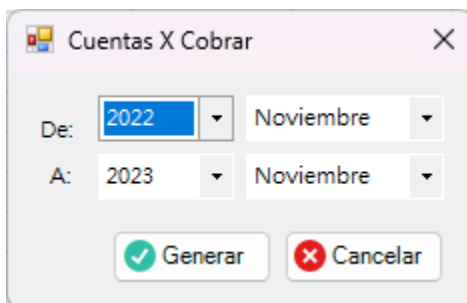 Cuentas X Cobrar
De: 2022 Noviembre
A: 2023 Noviembre
Generar Cancelar